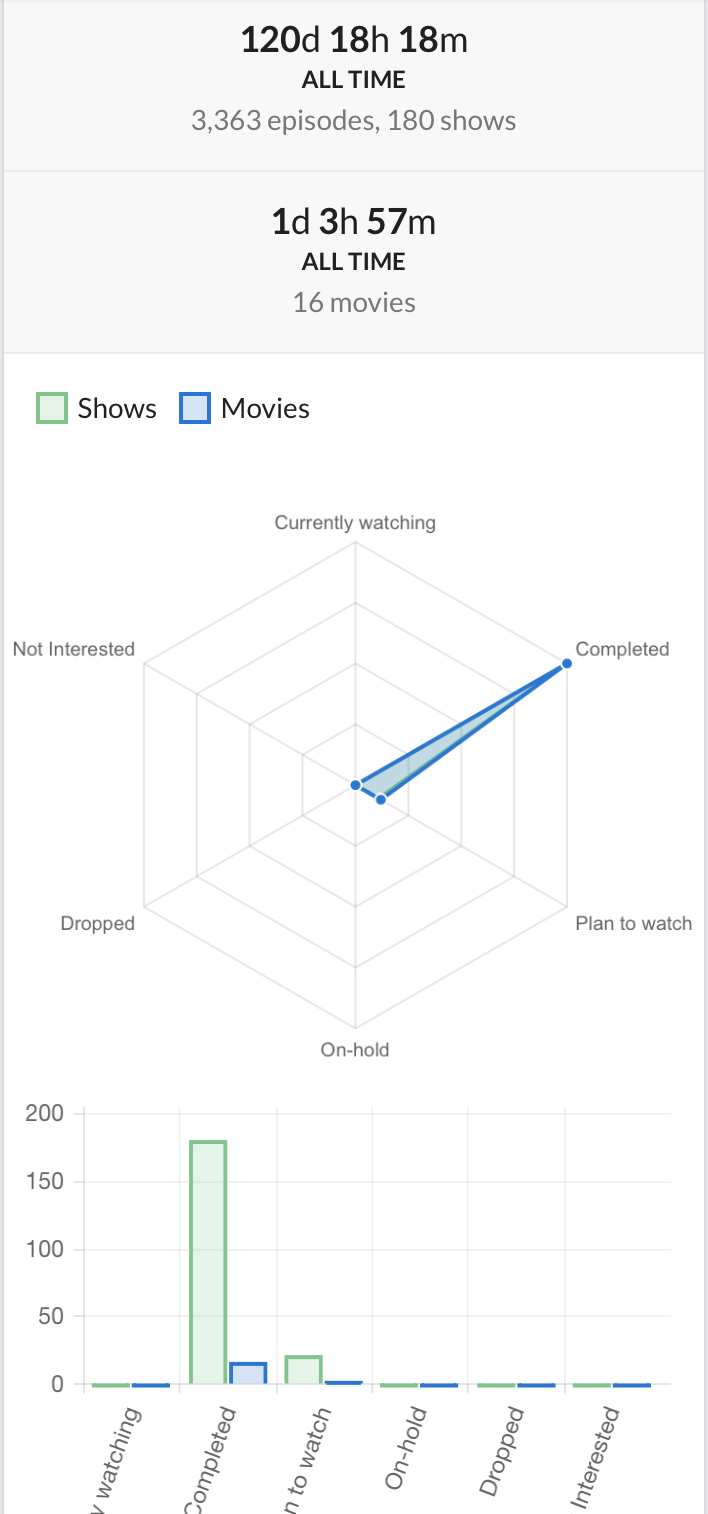 120d 18h 18m
ALL TIME
3,363 episodes, 180 shows
1d 3h 57m
ALL TIME
16 movies
Shows Movies
Currently watching
Not Interested
Completed
Dropped
Plan to watch
On-hold
200
150
100
50
0
watching
Completed
to watch
On-hold
Dropped
Interested